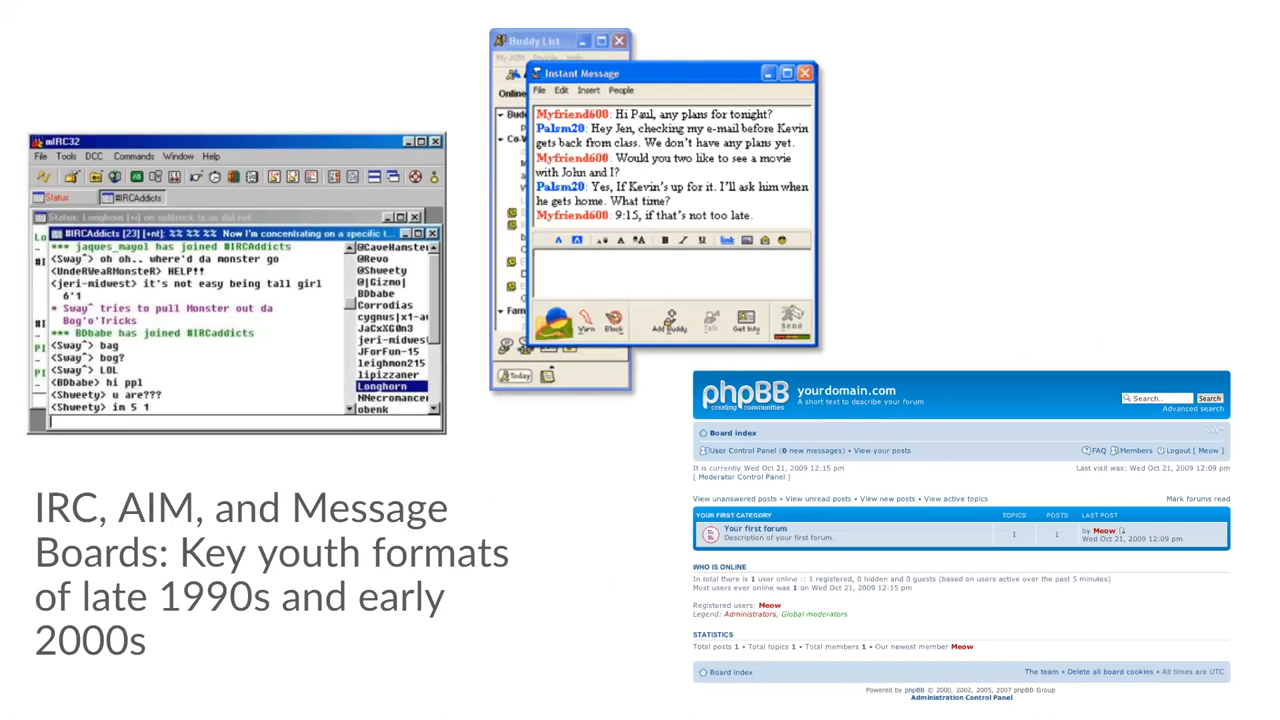 Buddy List
My AIM People Help
Online
Instant Message
File Edit Insert People
Myfriend600: Hi Paul, any plans for tonight?
Palsm20: Hey Jen, checking my e-mail before Kevin
gets back from class. We don't have any plans yet.
Myfriend600: Would you two like to see a movie
with John and I?
Palsm20: Yes, If Kevin's up for it. I'll ask him when
he gets home. What time?
Myfriend600: 9:15, if that's not too late.
A A A A A B I U link
Warn Block Add Buddy Talk Get Info Send
Today
mIRC32
File Tools DCC Commands Window Help
Status #IRCAddicts
Status: Longhorn [+i] on
#IRCAddicts [23] [+nt]: %% %% %% Now I'm concentrating on a specific t...
*** jaques_mayol has joined #IRCAddicts
<Sway^> oh oh.. where'd da monster go
<UndeRWeaRMonsteR> HELP!!
<jeri-midwest> it's not easy being tall girl
6'1
* Sway^ tries to pull Monster out da
Bog'o'Tricks
*** BDbabe has joined #IRCaddicts
<Sway^> bag
<Sway^> bog?
<Sway^> LOL
<BDbabe> hi ppl
<Shweety> u are???
<Shweety> im 5 1
@CaveHamster
@Revo
@Shweety
@|Gizmo|
BDbabe
Corrodias
cygnus|x1-au
JaCxXG0n3
jeri-midwest
JForFun-15
leighmon215
lipizzaner
Longhorn
NNecromancer
obenk
phpBB
creating communities
yourdomain.com
A short text to describe your forum
Search... Search
Advanced search
Board index
User Control Panel (0 new messages) • View your posts
FAQ Members Logout [ Meow ]
It is currently Wed Oct 21, 2009 12:15 pm
Last visit was: Wed Oct 21, 2009 12:09 pm
[ Moderator Control Panel ]
View unanswered posts • View unread posts • View new posts • View active topics
Mark forums read
YOUR FIRST CATEGORY TOPICS POSTS LAST POST
Your first forum
Description of your first forum.
1 1
by Meow
Wed Oct 21, 2009 12:09 pm
WHO IS ONLINE
In total there is 1 user online :: 1 registered, 0 hidden and 0 guests (based on users active over the past 5 minutes)
Most users ever online was 1 on Wed Oct 21, 2009 12:15 pm
Registered users: Meow
Legend: Administrators, Global moderators
STATISTICS
Total posts 1 • Total topics 1 • Total members 1 • Our newest member Meow
Board index
The team • Delete all board cookies • All times are UTC
Powered by phpBB © 2000, 2002, 2005, 2007 phpBB Group
Administration Control Panel
IRC, AIM, and Message
Boards: Key youth formats
of late 1990s and early
2000s